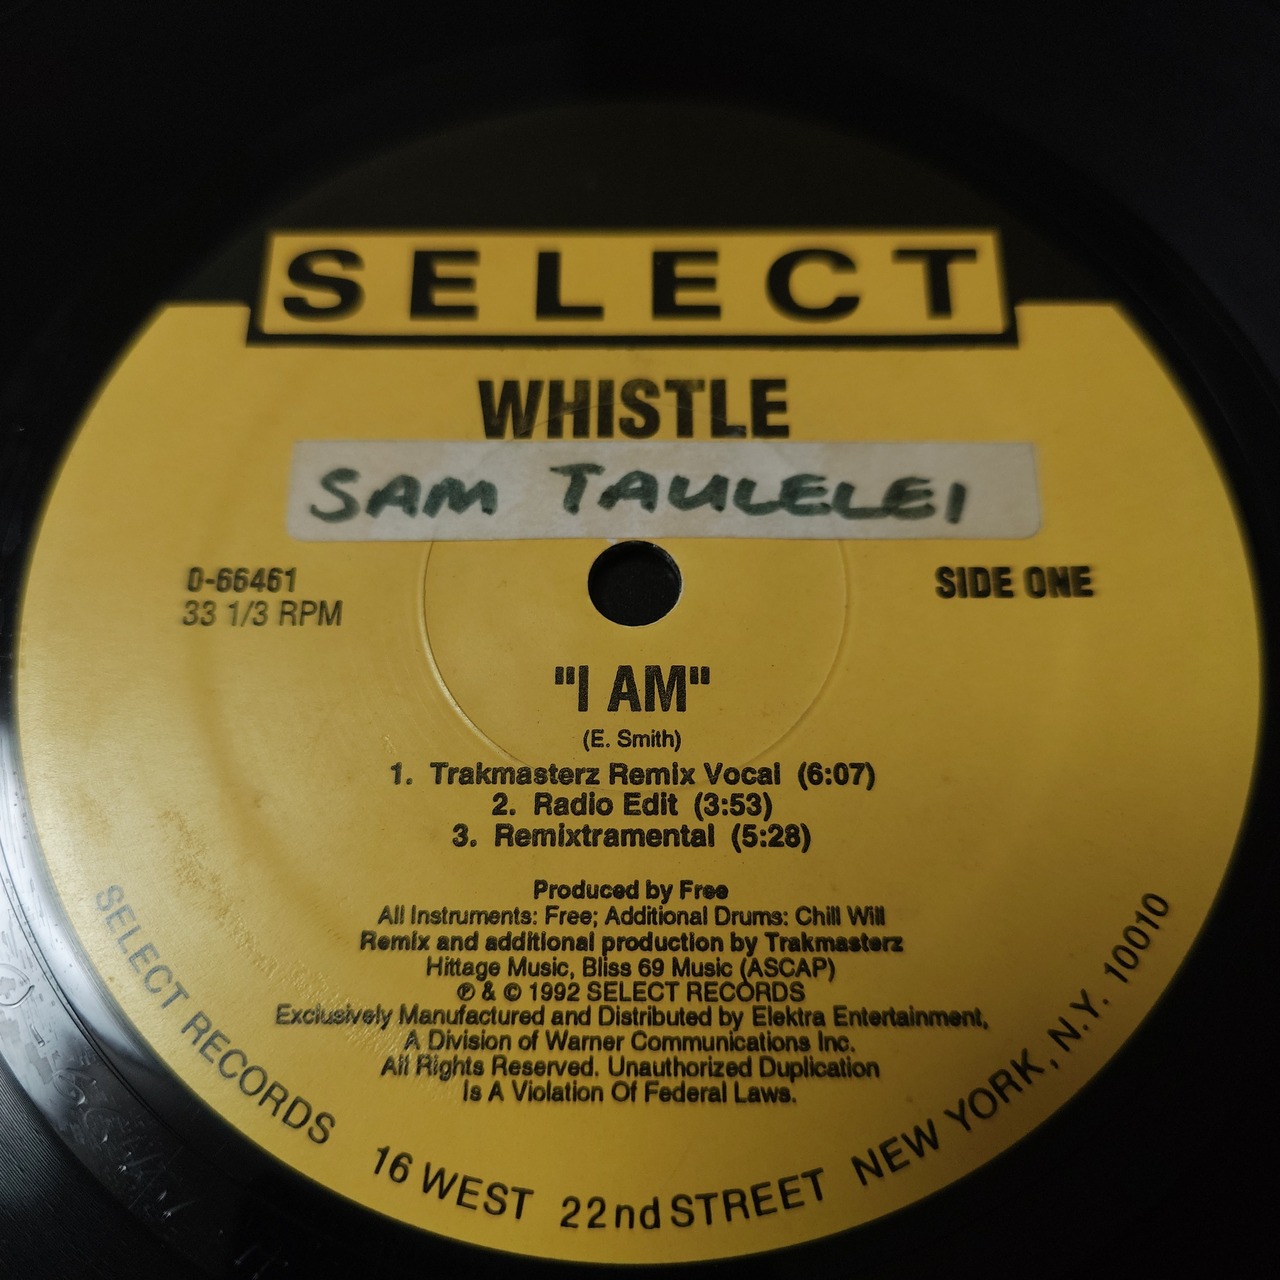 SELECT
WHISTLE
SAM TAULELEI
0-66461
33 1/3 RPM
SIDE ONE
"I AM"
(E. Smith)
1. Trakmasterz Remix Vocal (6:07)
2. Radio Edit (3:53)
3. Remixtramental (5:28)
Produced by Free
All Instruments: Free; Additional Drums: Chill Will
Remix and additional production by Trakmasterz
Hittage Music, Bliss 69 Music (ASCAP)
℗ & © 1992 SELECT RECORDS
Exclusively Manufactured and Distributed by Elektra Entertainment,
A Division of Warner Communications Inc.
All Rights Reserved. Unauthorized Duplication
Is A Violation Of Federal Laws.
SELECT RECORDS 16 WEST 22nd STREET NEW YORK, N.Y. 10010